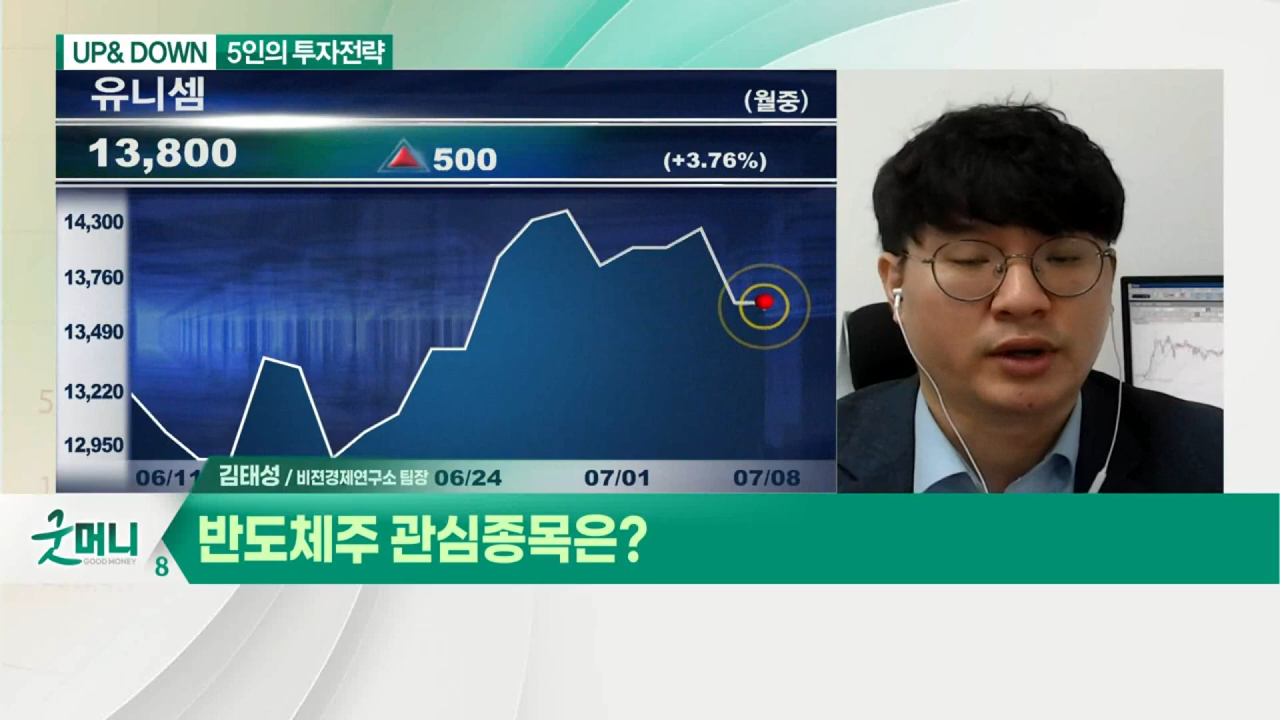 UP& DOWN 5인의 투자전략
유니셈 (월중)
13,800 500 (+3.76%)
14,300
13,760
13,490
13,220
12,950
06/11 06/24 07/01 07/08
김태성 / 비젼경제연구소 팀장
반도체주 관심종목은?
굿머니
GOOD MONEY
8